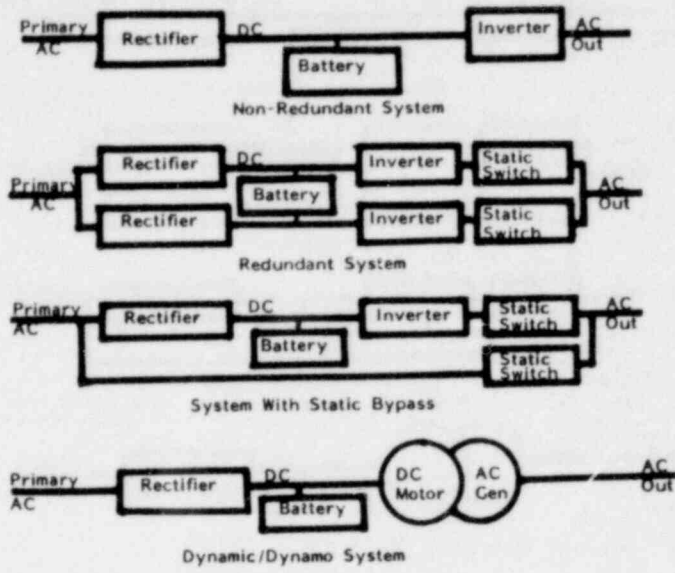 Primary AC
Rectifier
DC
Battery
Inverter
AC Out
Non-Redundant System
Primary AC
Rectifier
DC
Inverter
Static Switch
Battery
AC Out
Rectifier
Inverter
Static Switch
Redundant System
Primary AC
Rectifier
DC
Inverter
Static Switch
AC Out
Battery
Static Switch
System With Static Bypass
Primary AC
Rectifier
DC
Battery
DC Motor
AC Gen
AC Out
Dynamic/Dynamo System